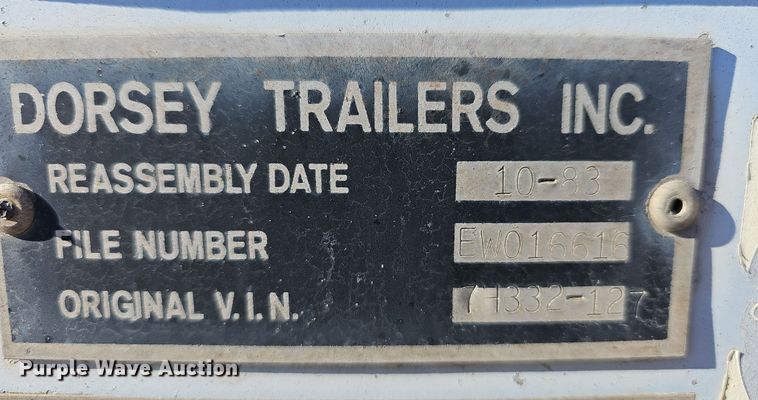 DORSEY TRAILERS INC.
REASSEMBLY DATE 10-83
FILE NUMBER EW016616
ORIGINAL V.I.N. 7H332-127
Purple Wave Auction